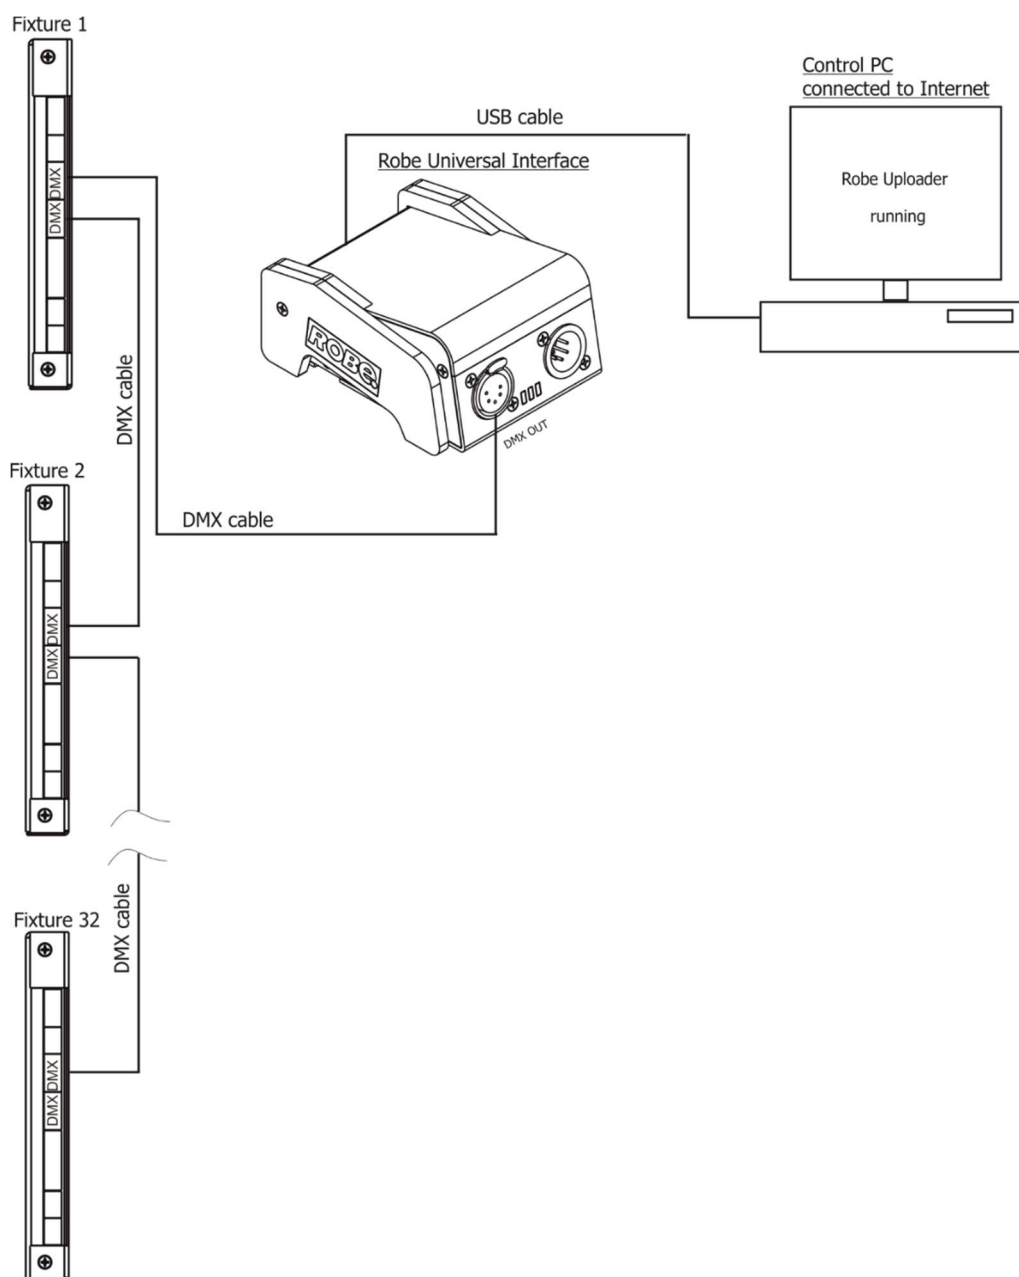 Fixture 1
Control PC
connected to Internet
USB cable
Robe Universal Interface
Robe Uploader
running
DMX
DMX
ROBE
DMX OUT
DMX cable
Fixture 2
DMX cable
DMX
DMX
DMX cable
Fixture 32
DMX
DMX